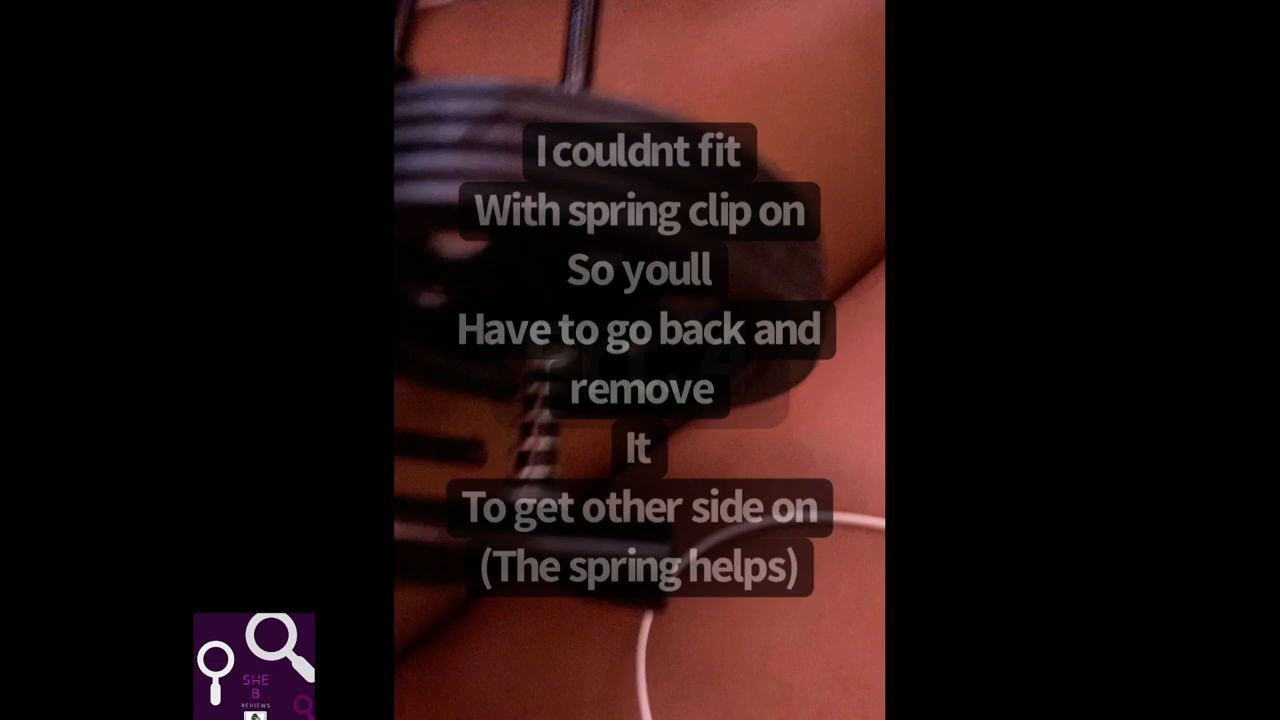 I couldnt fit
With spring clip on
So youll
Have to go back and
remove
It
To get other side on
(The spring helps)
SHE
B
REVIEWS